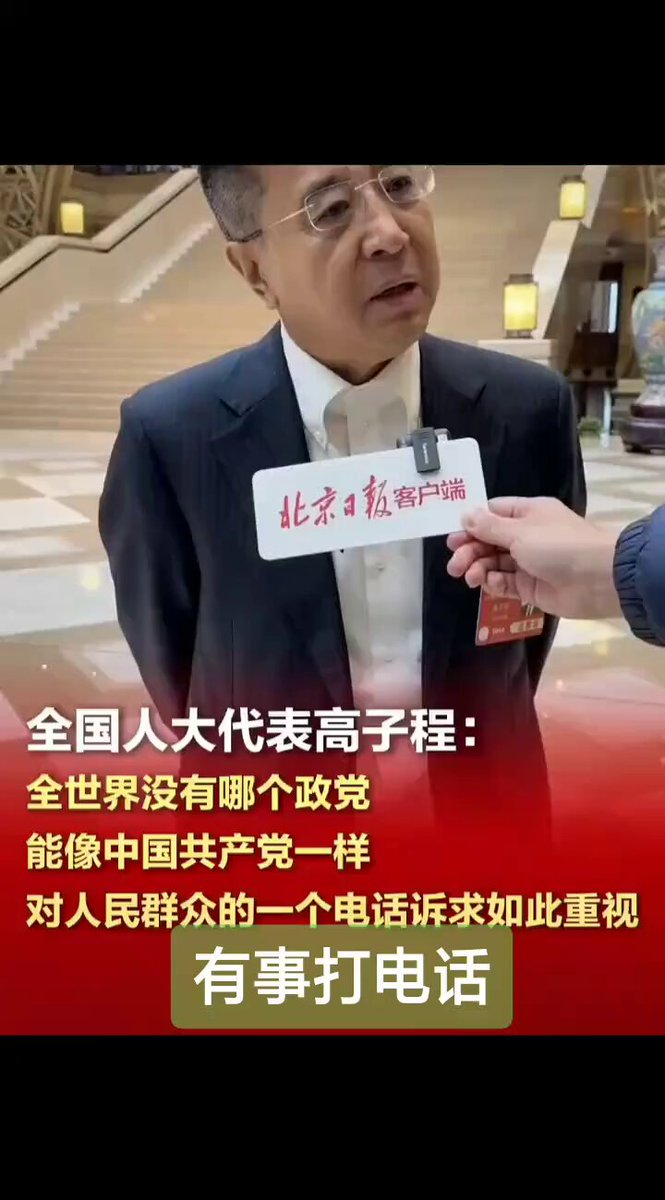 北京日报客户端
全国人大代表高子程：
全世界没有哪个政党
能像中国共产党一样
对人民群众的一个电话诉求如此重视
有事打电话